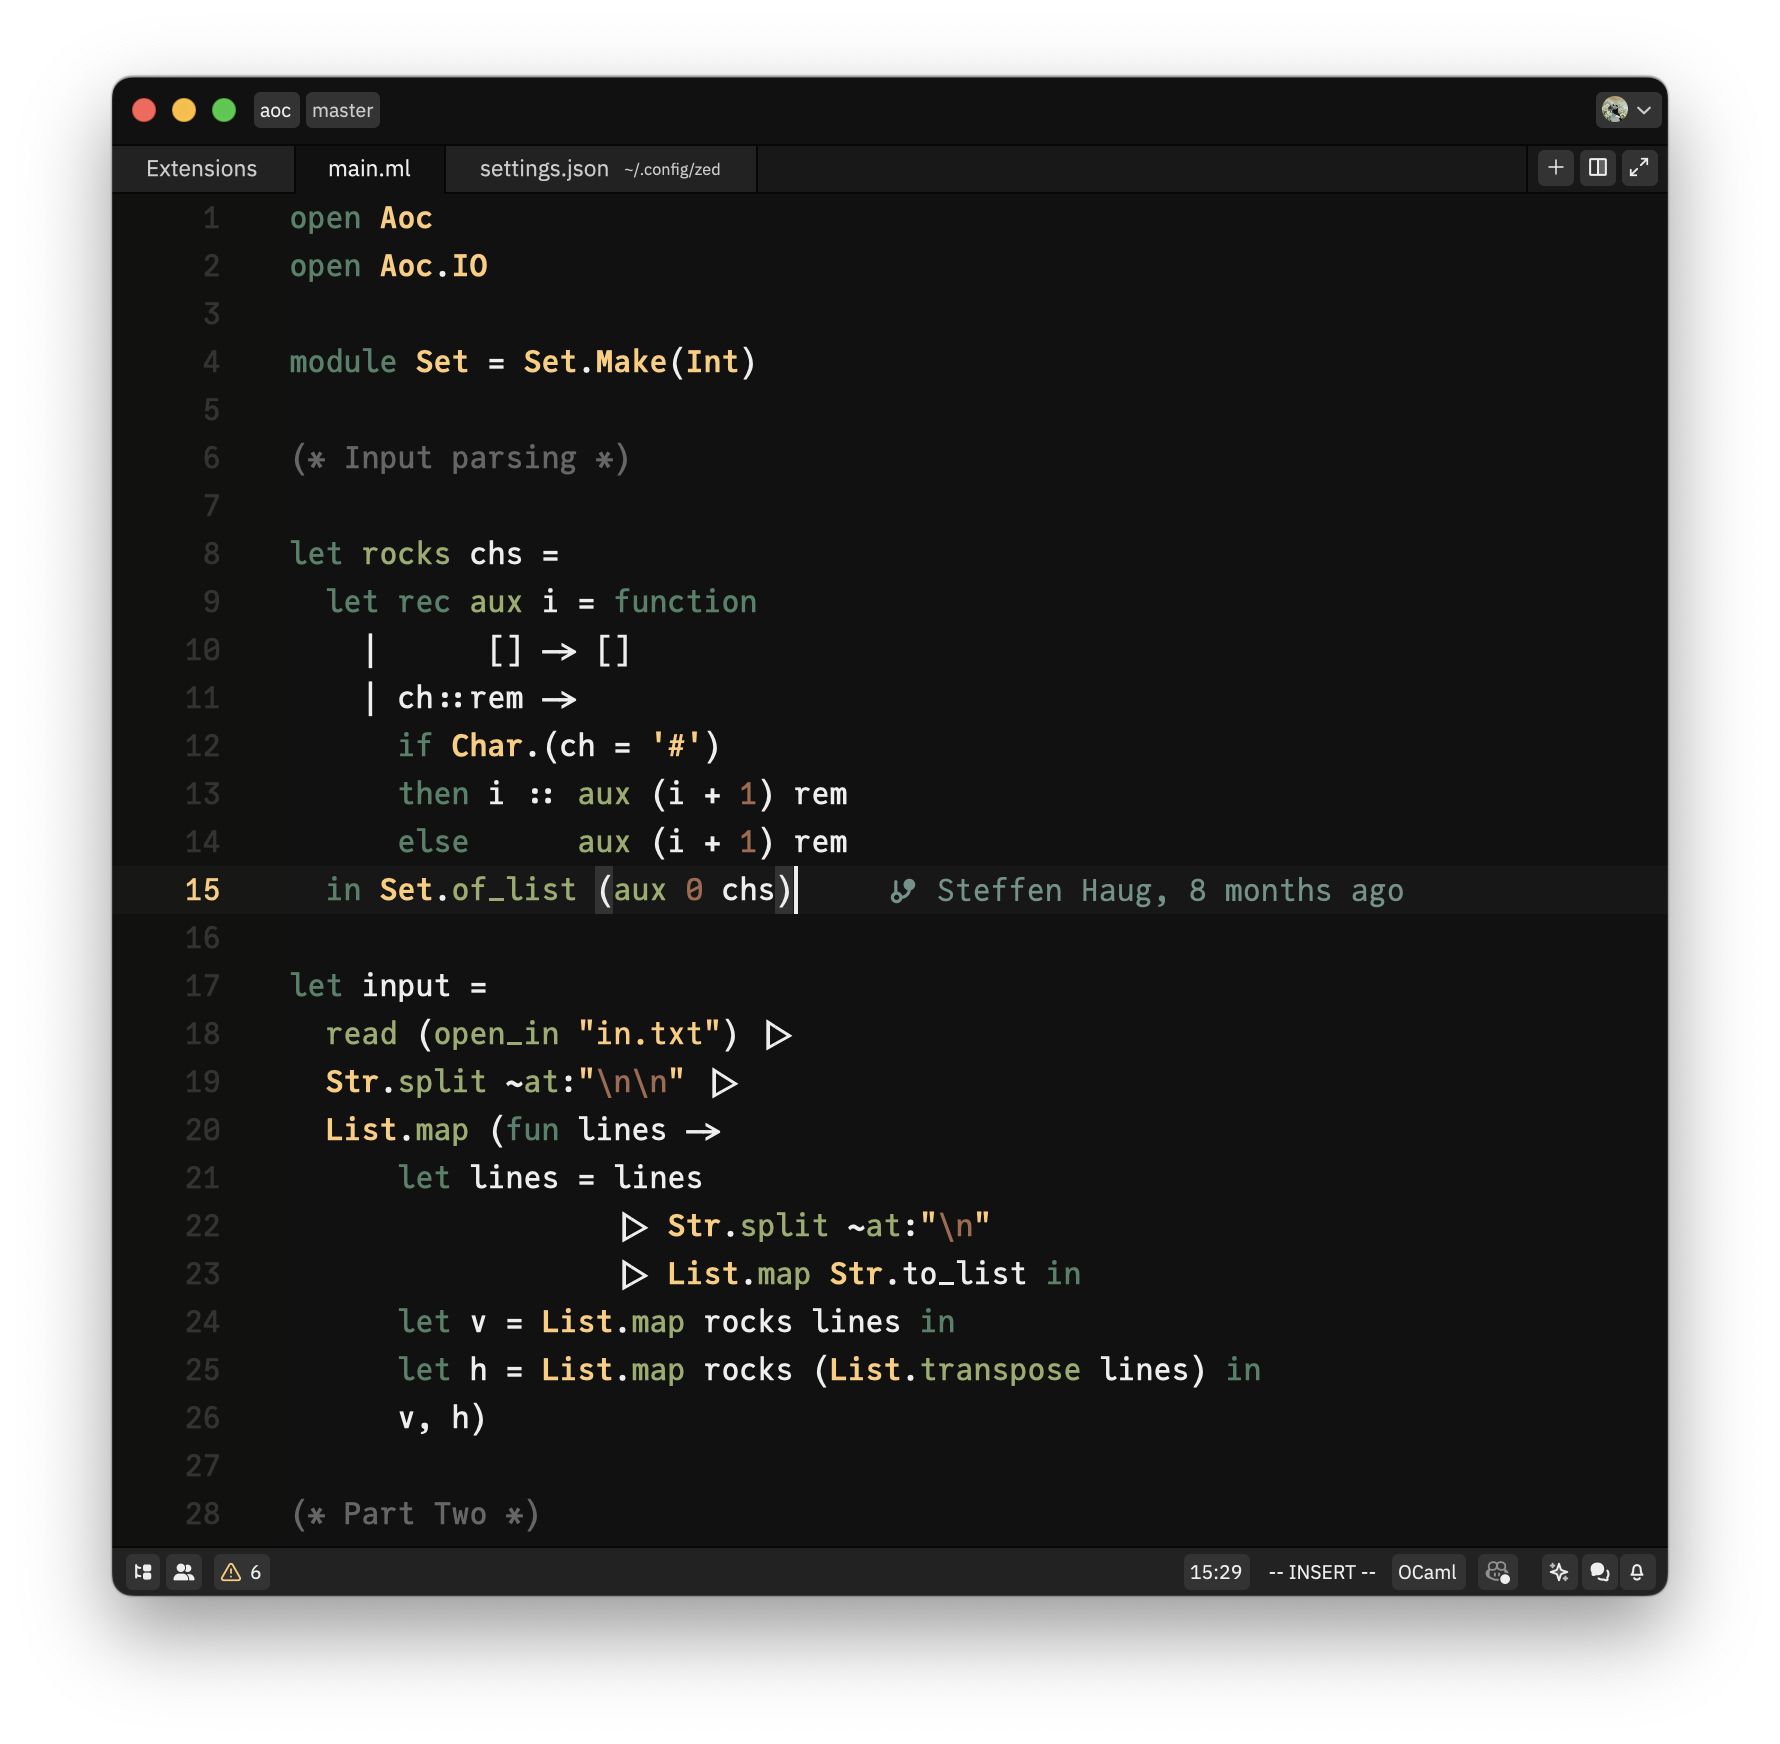 aoc master
Extensions main.ml settings.json ~/.config/zed
1 open Aoc
2 open Aoc.IO
3
4 module Set = Set.Make(Int)
5
6 (* Input parsing *)
7
8 let rocks chs =
9   let rec aux i = function
10     |      [] -> []
11     | ch::rem ->
12       if Char.(ch = '#')
13       then i :: aux (i + 1) rem
14       else      aux (i + 1) rem
15   in Set.of_list (aux 0 chs) Steffen Haug, 8 months ago
16
17 let input =
18   read (open_in "in.txt") |>
19   Str.split ~at:"\n\n" |>
20   List.map (fun lines ->
21       let lines = lines
22                   |> Str.split ~at:"\n"
23                   |> List.map Str.to_list in
24       let v = List.map rocks lines in
25       let h = List.map rocks (List.transpose lines) in
26       v, h)
27
28 (* Part Two *)
6 15:29 -- INSERT -- OCaml